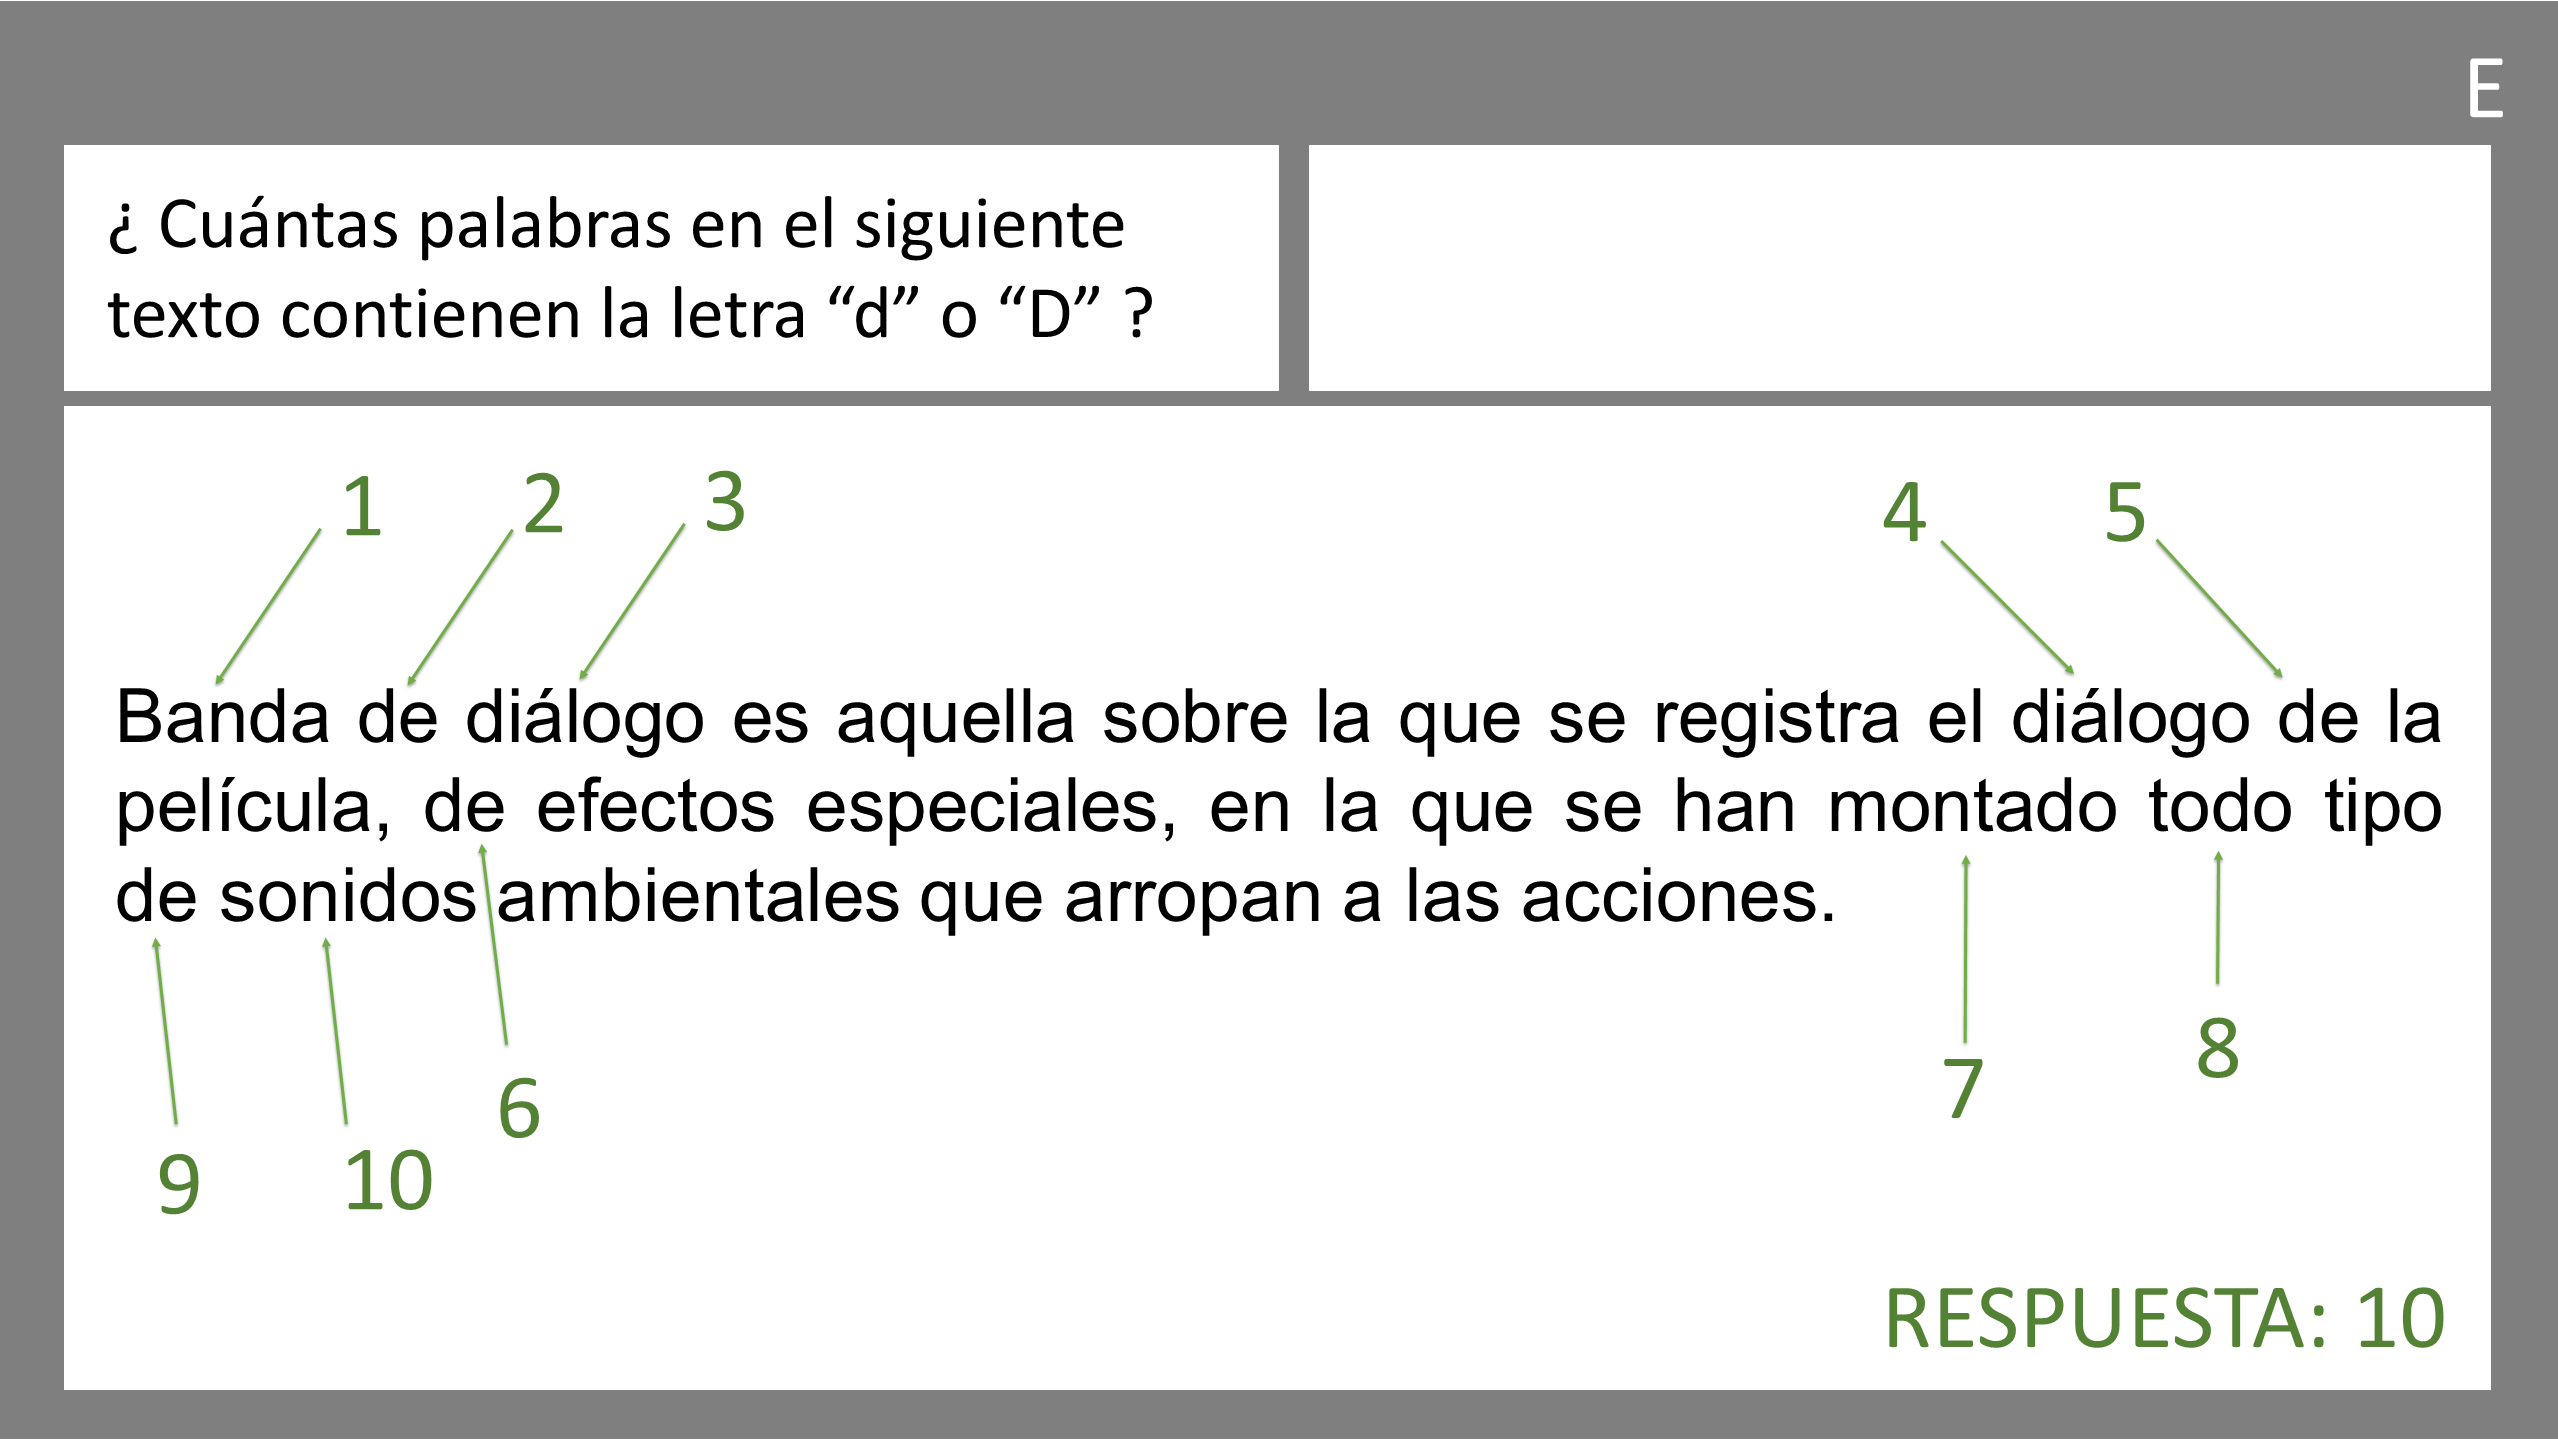 E
¿ Cuántas palabras en el siguiente
texto contienen la letra “d” o “D” ?
1 2 3 4 5
Banda de diálogo es aquella sobre la que se registra el diálogo de la
película, de efectos especiales, en la que se han montado todo tipo
de sonidos ambientales que arropan a las acciones.
6 7 8
9 10
RESPUESTA: 10